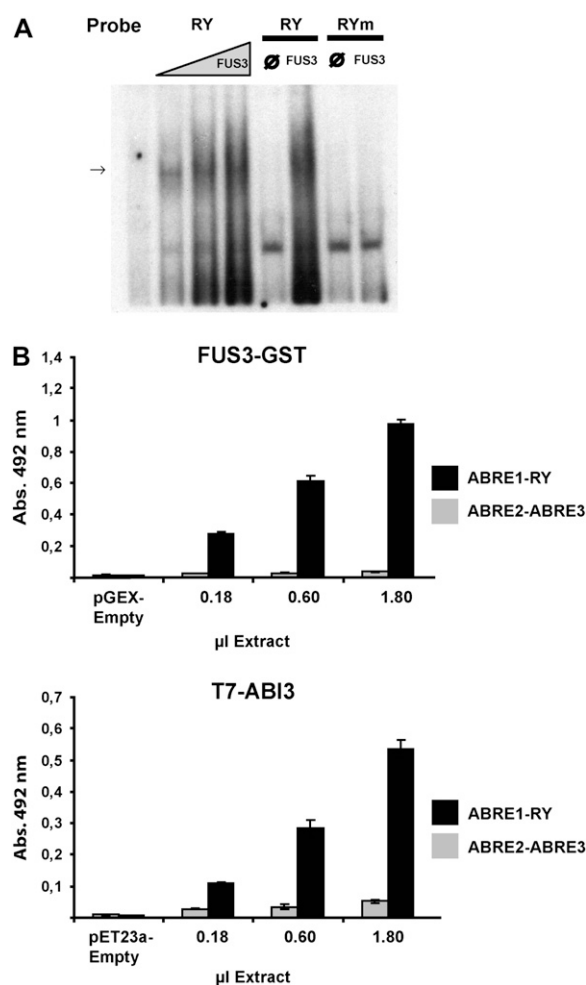 A
Probe RY RY RYm
FUS3 Ø FUS3 Ø FUS3
→
B
FUS3-GST
Abs. 492 nm
1,4
1,2
1
0,8
0,6
0,4
0,2
ABRE1-RY
ABRE2-ABRE3
pGEX-Empty 0.18 0.60 1.80
µl Extract
T7-ABI3
Abs. 492 nm
0,7
0,6
0,5
0,4
0,3
0,2
0,1
ABRE1-RY
ABRE2-ABRE3
pET23a-Empty 0.18 0.60 1.80
µl Extract